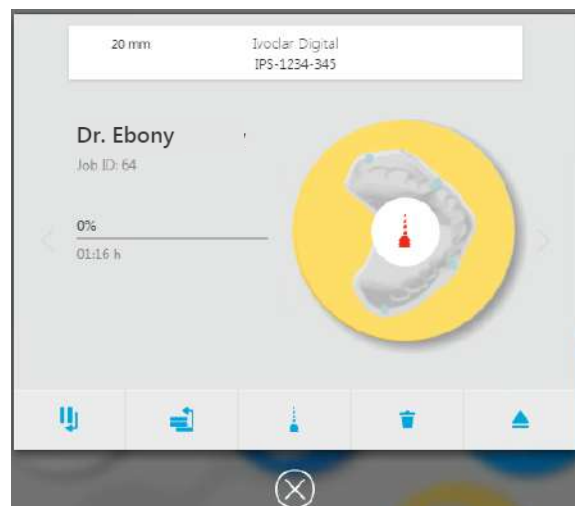 20 mm
Ivoclar Digital
IPS-1234-345
Dr. Ebony
Job ID: 64
0%
01:16 h